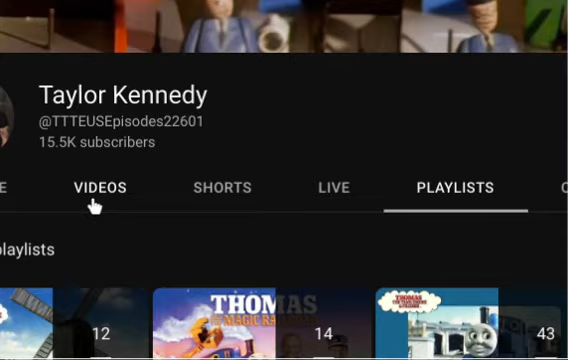 Taylor Kennedy
@TTTEUSEpisodes22601
15.5K subscribers
E VIDEOS SHORTS LIVE PLAYLISTS
playlists
THOMAS
12 14 43